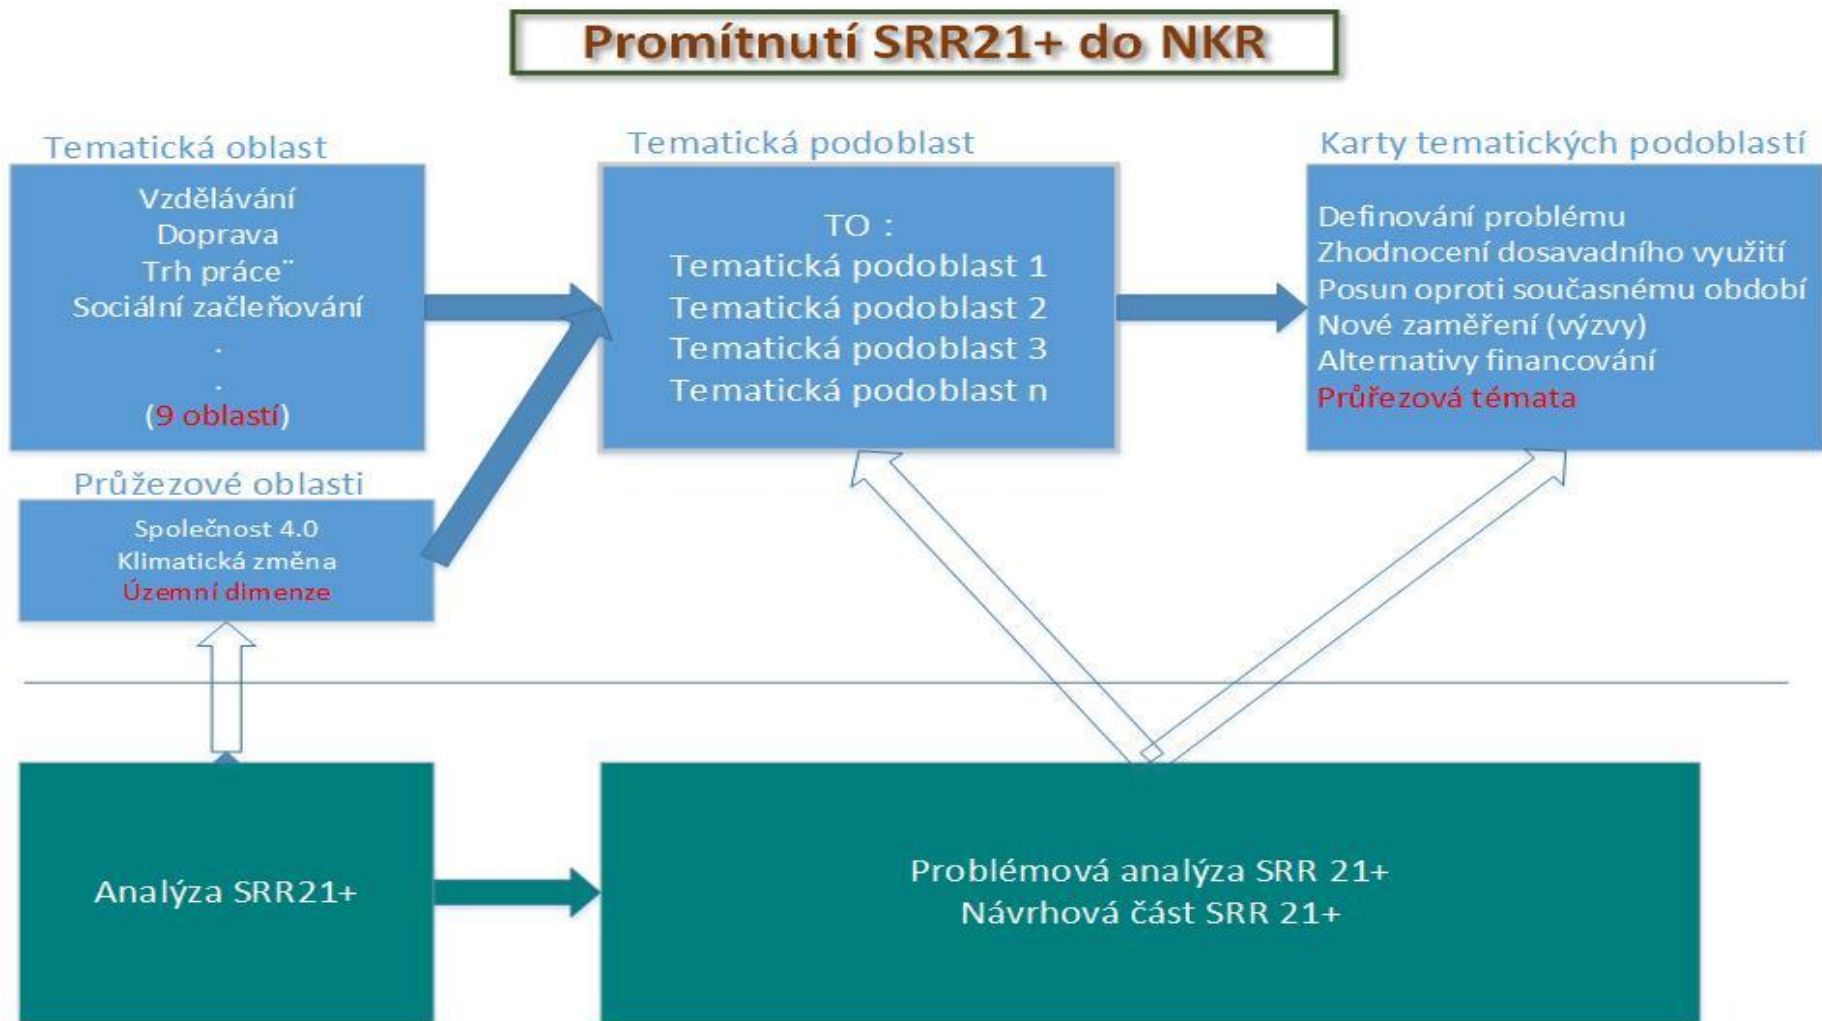 Promítnutí SRR21+ do NKR
Tematická oblast
Vzdělávání
Doprava
Trh práce¨
Sociální začleňování
.
.
(9 oblastí)
Průžezové oblasti
Společnost 4.0
Klimatická změna
Územní dimenze
Tematická podoblast
TO :
Tematická podoblast 1
Tematická podoblast 2
Tematická podoblast 3
Tematická podoblast n
Karty tematických podoblastí
Definování problému
Zhodnocení dosavadního využití
Posun oproti současnému období
Nové zaměření (výzvy)
Alternativy financování
Průřezová témata
Analýza SRR21+
Problémová analýza SRR 21+
Návrhová část SRR 21+